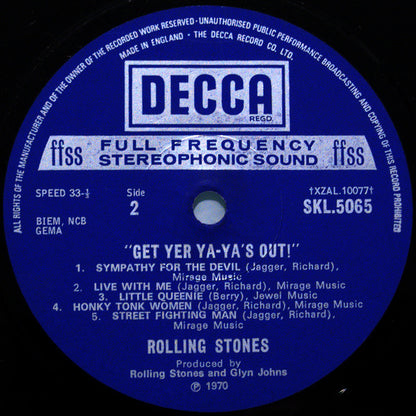 ALL RIGHTS OF THE MANUFACTURER AND OF THE OWNER OF THE RECORDED WORK RESERVED · UNAUTHORISED PUBLIC PERFORMANCE BROADCASTING AND COPYING OF THIS RECORD PROHIBITED
MADE IN ENGLAND · THE DECCA RECORD CO. LTD.
DECCA
REGD.
ffss FULL FREQUENCY ffss
STEREOPHONIC SOUND
SPEED 33-⅓ Side †XZAL.10077†
2 SKL.5065
BIEM, NCB
GEMA
"GET YER YA-YA'S OUT!"
1. SYMPATHY FOR THE DEVIL (Jagger, Richard),
Mirage Music
2. LIVE WITH ME (Jagger, Richard), Mirage Music
3. LITTLE QUEENIE (Berry), Jewel Music
4. HONKY TONK WOMEN (Jagger, Richard), Mirage Music
5. STREET FIGHTING MAN (Jagger, Richard),
Mirage Music
ROLLING STONES
Produced by
Rolling Stones and Glyn Johns
℗ 1970